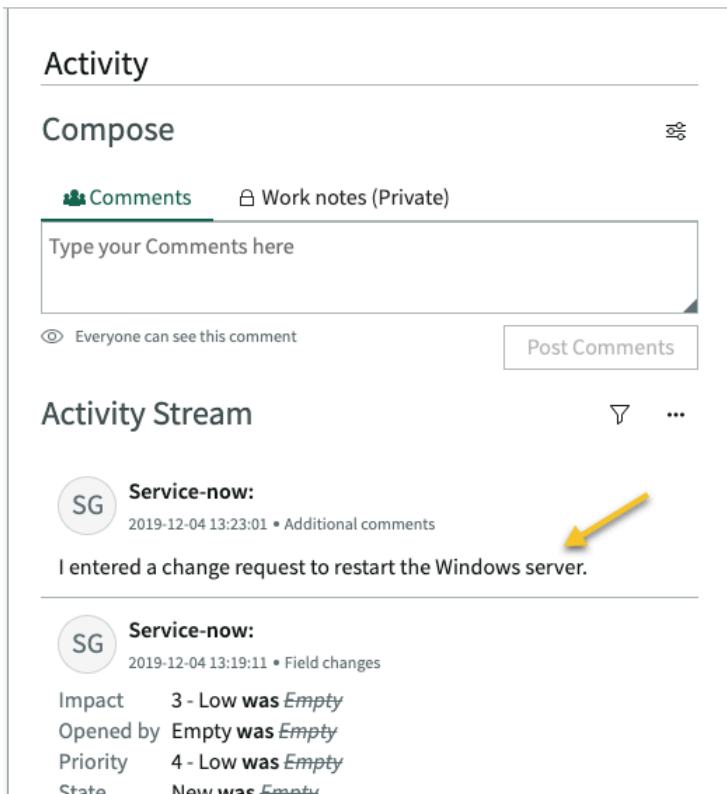 Activity
Compose
Comments
Work notes (Private)
Type your Comments here
Everyone can see this comment
Post Comments
Activity Stream
SG
Service-now:
2019-12-04 13:23:01 • Additional comments
I entered a change request to restart the Windows server.
SG
Service-now:
2019-12-04 13:19:11 • Field changes
Impact 3 - Low was Empty
Opened by Empty was Empty
Priority 4 - Low was Empty
State New was Empty